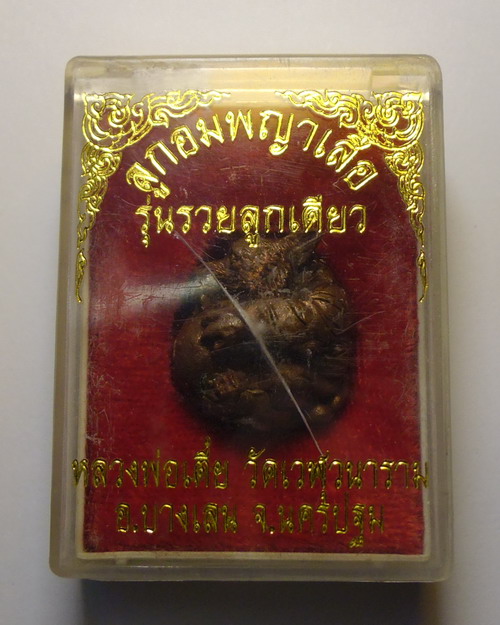 ลูกอมพญาเสือ
รุ่นรวยลูกเดียว
หลวงพ่อเตี้ย วัดเวฬุวนาราม
อ.บางเลน จ.นครปฐม